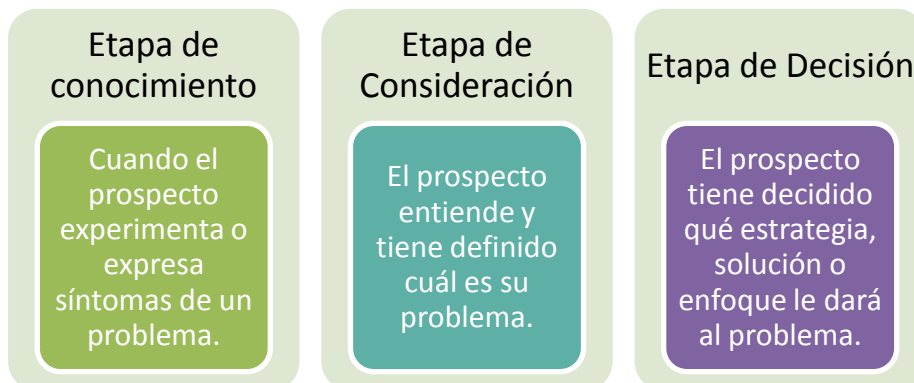 Etapa de
conocimiento
Cuando el
prospecto
experimenta o
expresa
síntomas de un
problema.
Etapa de
Consideración
El prospecto
entiende y
tiene definido
cuál es su
problema.
Etapa de Decisión
El prospecto
tiene decidido
qué estrategia,
solución o
enfoque le dará
al problema.